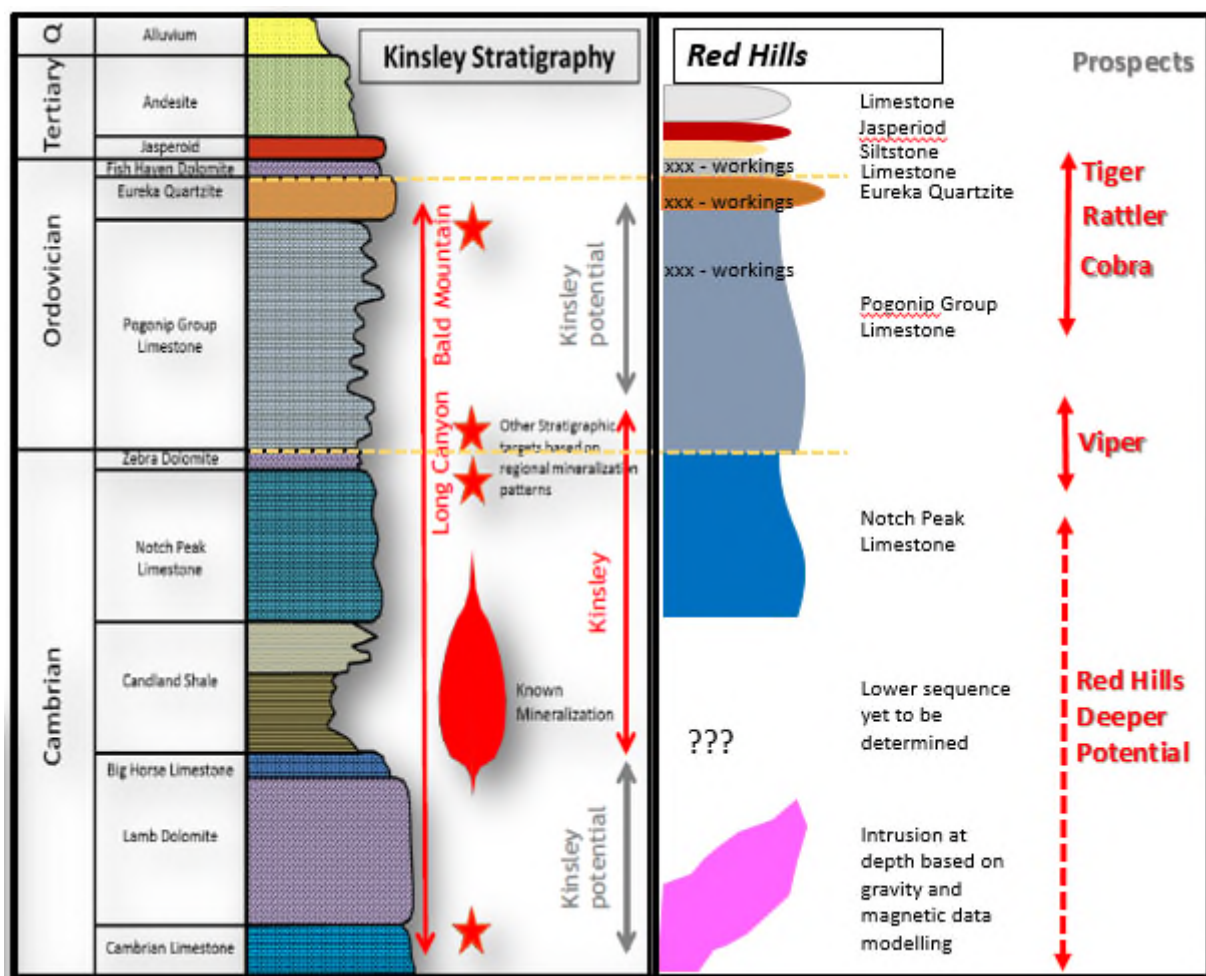 Q
Alluvium
Tertiary
Andesite
Jasperoid
Ordovician
Fish Haven Dolomite
Eureka Quartzite
Pogonip Group
Limestone
Cambrian
Zebra Dolomite
Notch Peak
Limestone
Candland Shale
Big Horse Limestone
Lamb Dolomite
Cambrian Limestone
Kinsley Stratigraphy
Long Canyon Bald Mountain
Kinsley
potential
Other Stratigraphic
targets based on
regional mineralization
patterns
Kinsley
Known
Mineralization
Kinsley
potential
Red Hills
Prospects
Limestone
Jasperiod
Siltstone
xxx - workings
Limestone
Eureka Quartzite
xxx - workings
xxx - workings
Pogonip Group
Limestone
Notch Peak
Limestone
???
Lower sequence
yet to be
determined
Intrusion at
depth based on
gravity and
magnetic data
modelling
Tiger
Rattler
Cobra
Viper
Red Hills
Deeper
Potential